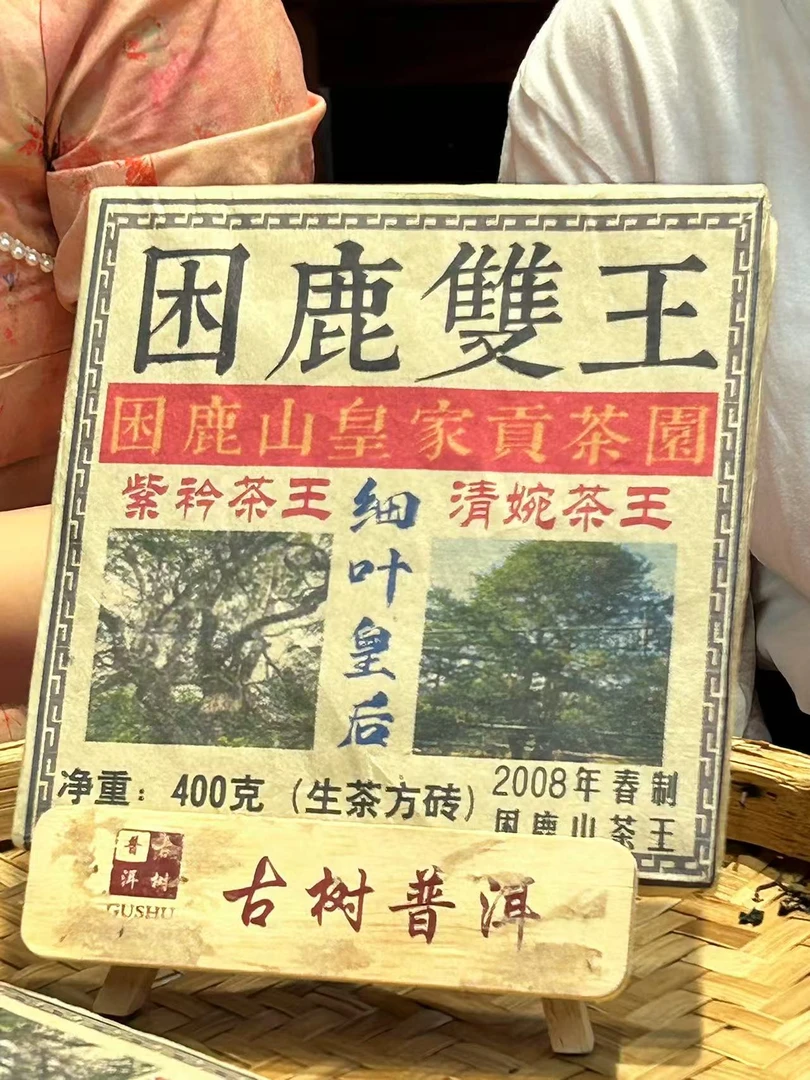 困鹿雙王
困鹿山皇家貢茶園
紫衿茶王
细叶皇后
清婉茶王
净重：400克（生茶方砖）
2008年春制
困鹿山茶王
普古
洱树
GUSHU
古树普洱